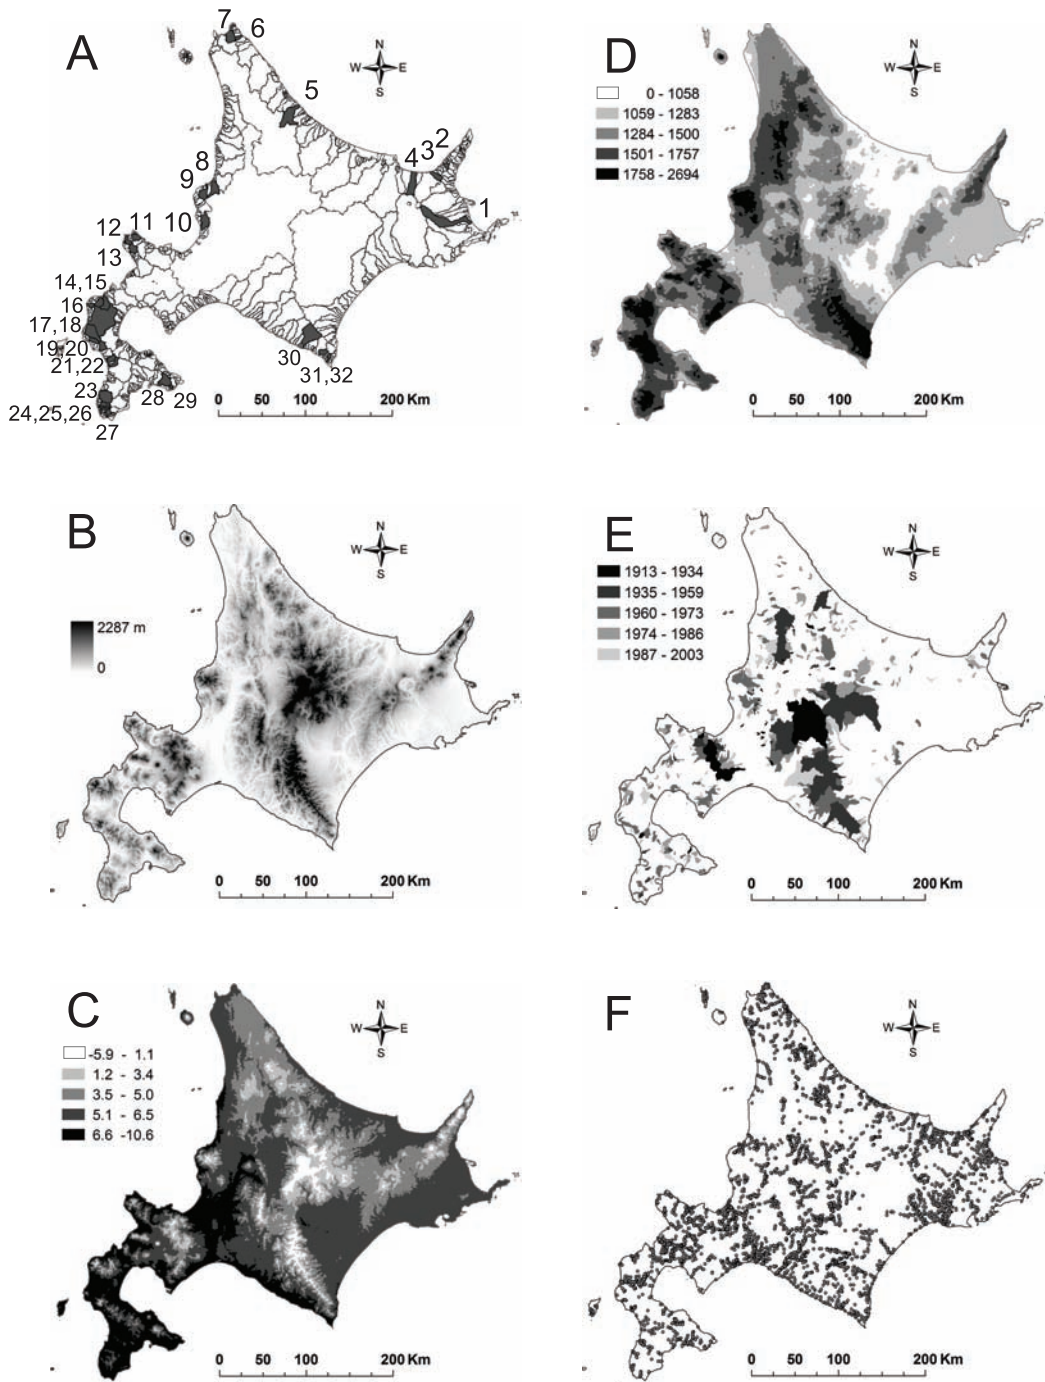 A
7
6
5
4
3
2
1
8
9
10
11
12
13
14,15
16
17,18
19,20
21,22
23
24,25,26
27
28
29
30
31,32
N
W E
S
0 50 100 200 Km
D
0 - 1058
1059 - 1283
1284 - 1500
1501 - 1757
1758 - 2694
N
W E
S
0 50 100 200 Km
B
2287 m
0
N
W E
S
0 50 100 200 Km
E
1913 - 1934
1935 - 1959
1960 - 1973
1974 - 1986
1987 - 2003
N
W E
S
0 50 100 200 Km
C
-5.9 - 1.1
1.2 - 3.4
3.5 - 5.0
5.1 - 6.5
6.6 -10.6
N
W E
S
0 50 100 200 Km
F
N
W E
S
0 50 100 200 Km